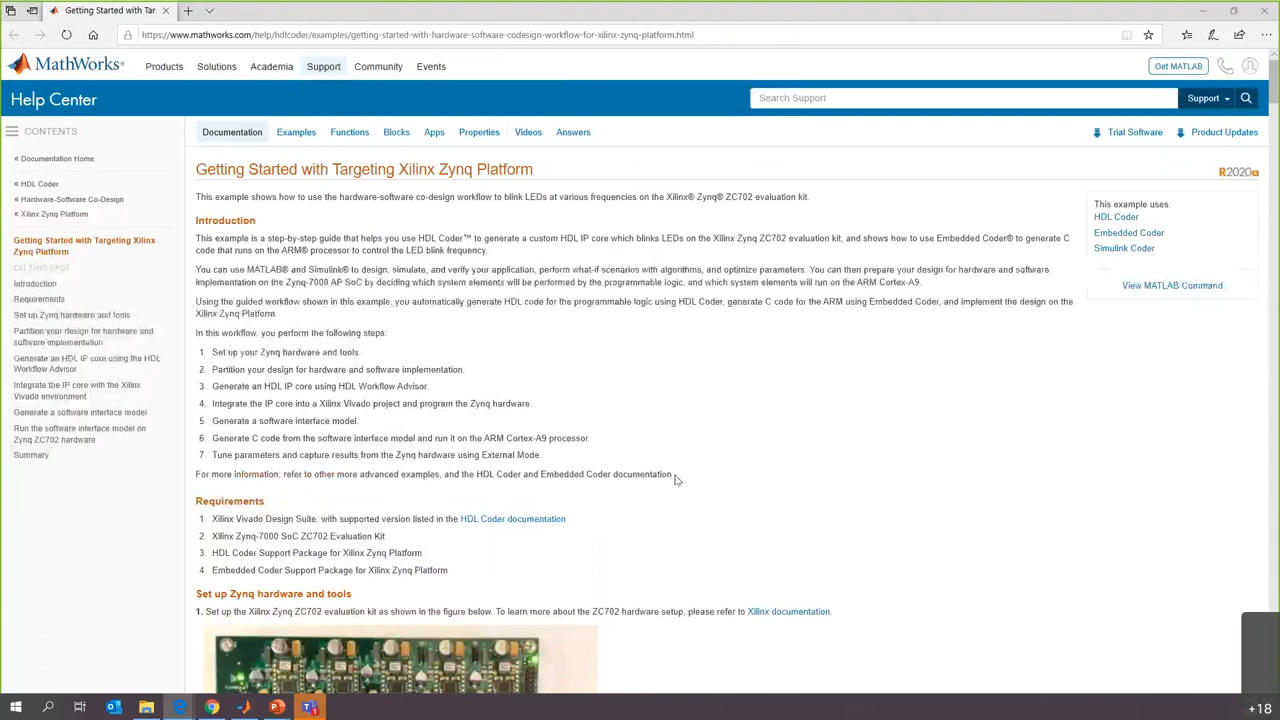 Getting Started with Targeting Xilinx Zynq Platform
Getting Started with Tar
https://www.mathworks.com/help/hdlcoder/examples/getting-started-with-hardware-software-codesign-workflow-for-xilinx-zynq-platform.html
MathWorks®
Products Solutions Academia Support Community Events
Get MATLAB
Help Center
Search Support
Support
CONTENTS
Documentation Examples Functions Blocks Apps Properties Videos Answers
Trial Software Product Updates
« Documentation Home
« HDL Coder
« Hardware-Software Co-Design
« Xilinx Zynq Platform
Getting Started with Targeting Xilinx
Zynq Platform
ON THIS PAGE
Introduction
Requirements
Set up Zynq hardware and tools
Partition your design for hardware and
software implementation
Generate an HDL IP core using the HDL
Workflow Advisor
Integrate the IP core with the Xilinx
Vivado environment
Generate a software interface model
Run the software interface model on
Zynq ZC702 hardware
Summary
R2020a
This example shows how to use the hardware-software co-design workflow to blink LEDs at various frequencies on the Xilinx® Zynq® ZC702 evaluation kit.
Introduction
This example is a step-by-step guide that helps you use HDL Coder™ to generate a custom HDL IP core which blinks LEDs on the Xilinx Zynq ZC702 evaluation kit, and shows how to use Embedded Coder® to generate C
code that runs on the ARM® processor to control the LED blink frequency.
You can use MATLAB® and Simulink® to design, simulate, and verify your application, perform what-if scenarios with algorithms, and optimize parameters. You can then prepare your design for hardware and software
implementation on the Zynq-7000 AP SoC by deciding which system elements will be performed by the programmable logic, and which system elements will run on the ARM Cortex-A9.
Using the guided workflow shown in this example, you automatically generate HDL code for the programmable logic using HDL Coder, generate C code for the ARM using Embedded Coder, and implement the design on the
Xilinx Zynq Platform
In this workflow, you perform the following steps:
1 Set up your Zynq hardware and tools.
2. Partition your design for hardware and software implementation.
3. Generate an HDL IP core using HDL Workflow Advisor.
4. Integrate the IP core into a Xilinx Vivado project and program the Zynq hardware.
5. Generate a software interface model.
6. Generate C code from the software interface model and run it on the ARM Cortex-A9 processor.
7. Tune parameters and capture results from the Zynq hardware using External Mode.
For more information, refer to other more advanced examples, and the HDL Coder and Embedded Coder documentation
Requirements
1. Xilinx Vivado Design Suite, with supported version listed in the HDL Coder documentation
2. Xilinx Zynq-7000 SoC ZC702 Evaluation Kit
3. HDL Coder Support Package for Xilinx Zynq Platform
4. Embedded Coder Support Package for Xilinx Zynq Platform
Set up Zynq hardware and tools
1. Set up the Xilinx Zynq ZC702 evaluation kit as shown in the figure below. To learn more about the ZC702 hardware setup, please refer to Xilinx documentation.
This example uses:
HDL Coder
Embedded Coder
Simulink Coder
View MATLAB Command
+18